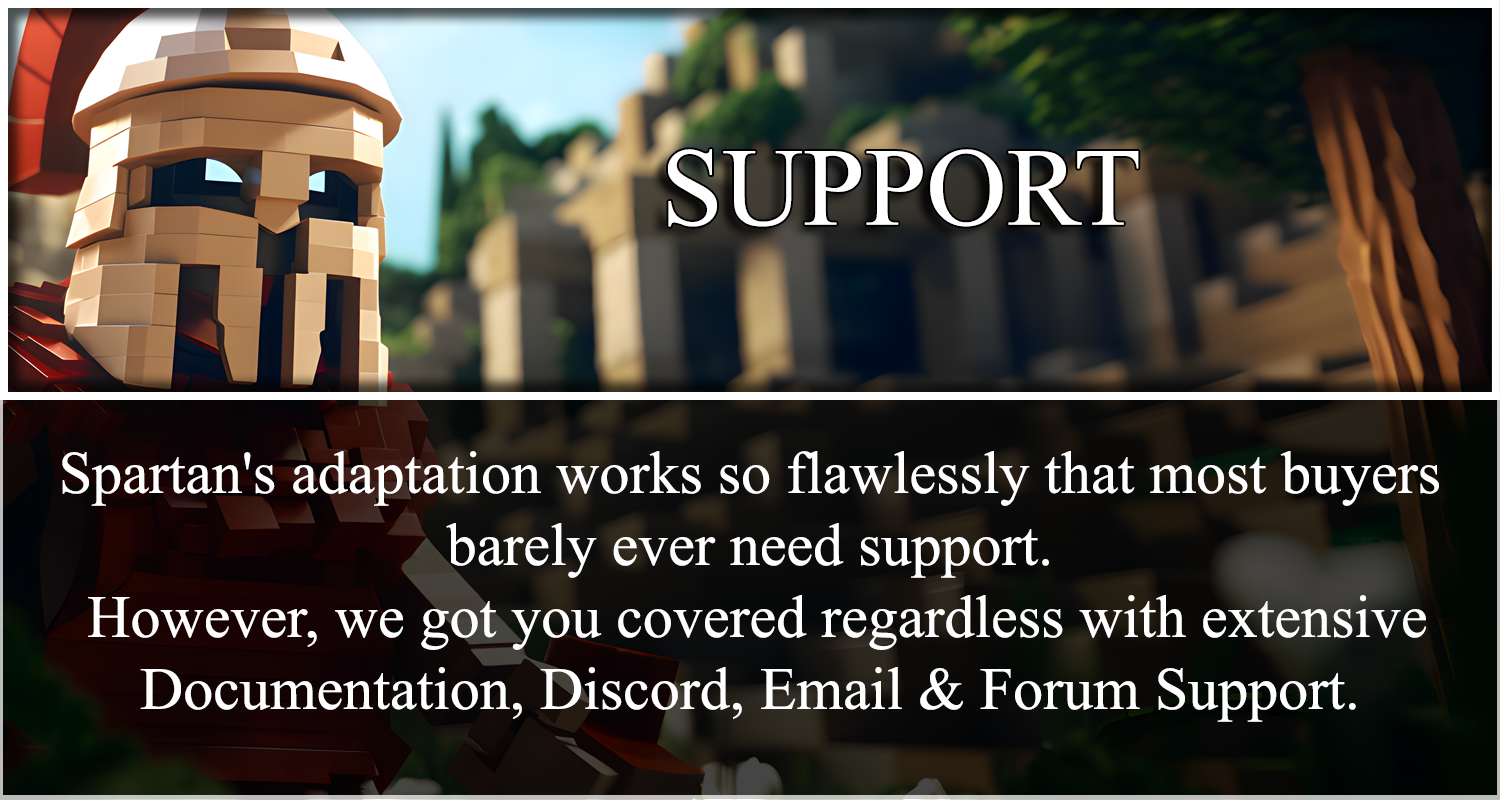 SUPPORT
Spartan's adaptation works so flawlessly that most buyers
barely ever need support.
However, we got you covered regardless with extensive
Documentation, Discord, Email & Forum Support.